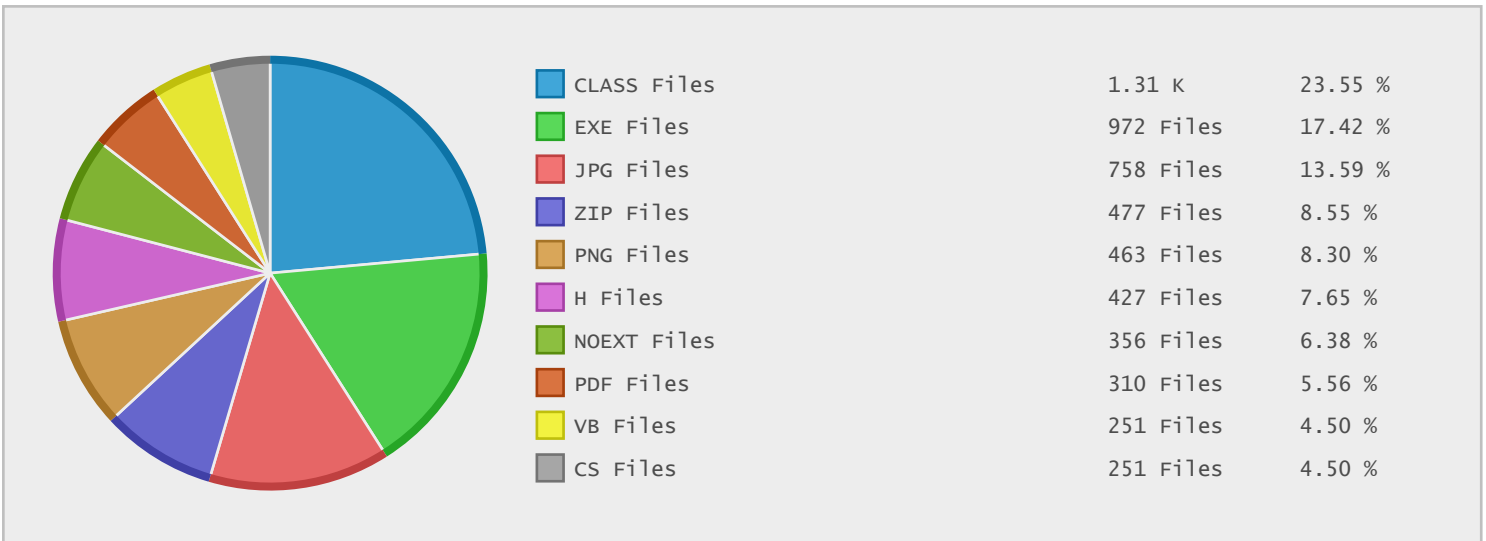 CLASS Files 1.31 K 23.55 %
EXE Files 972 Files 17.42 %
JPG Files 758 Files 13.59 %
ZIP Files 477 Files 8.55 %
PNG Files 463 Files 8.30 %
H Files 427 Files 7.65 %
NOEXT Files 356 Files 6.38 %
PDF Files 310 Files 5.56 %
VB Files 251 Files 4.50 %
CS Files 251 Files 4.50 %